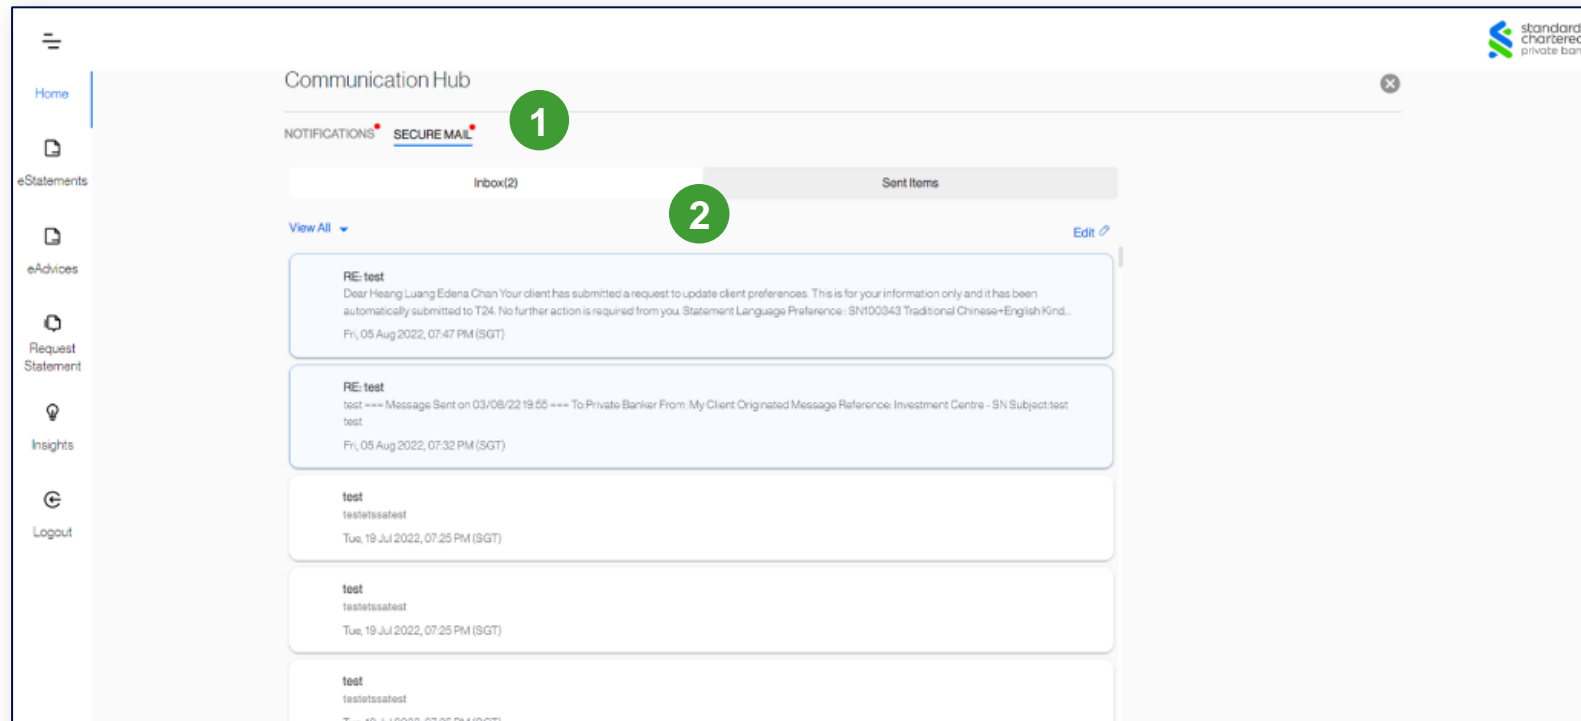 standard
chartered
private ban
Communication Hub
Home
1
NOTIFICATIONS
SECURE MAIL
eStatements
Inbox(2)
Sent Items
2
View All
Edit
eAdvices
RE: test
Dear Heang Luang Edena Chan Your client has submitted a request to update client preferences. This is for your information only and it has been
automatically submitted to T24. No further action is required from you. Statement Language Preference : SN100343 Traditional Chinese+English Kind...
Fri, 05 Aug 2022, 07:47 PM (SGT)
Request
Statement
RE: test
test === Message Sent on 03/08/22 19:55 === To:Private Banker From: My Client Originated Message Reference: Investment Centre - SN Subject:test
test
Fri, 05 Aug 2022, 07:32 PM (SGT)
Insights
test
testetssatest
Tue, 19 Jul 2022, 07:25 PM (SGT)
Logout
test
testetssatest
Tue, 19 Jul 2022, 07:25 PM (SGT)
test
testetssatest